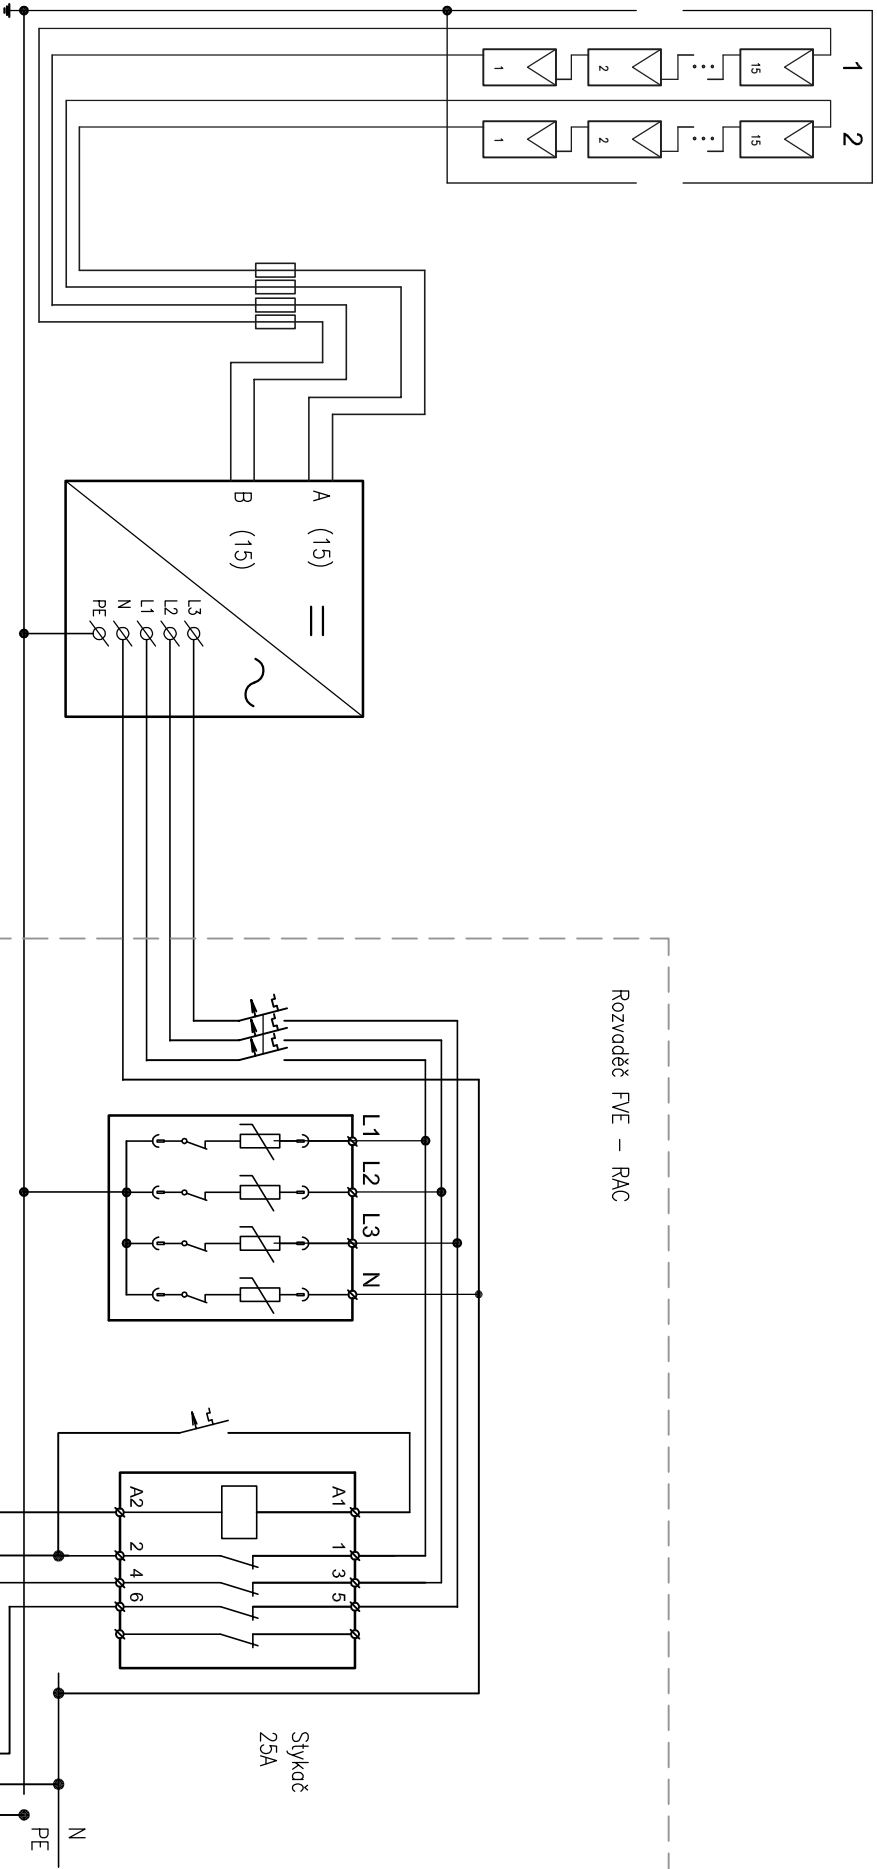 1
1
2
15
2
1
2
15
A (15)
B (15)
L3
L2
L1
N
PE
Rozvaděč FVE – RAC
L1
L2
L3
N
A1
A2
1
2
3
4
5
6
Stykač
25A
N
PE